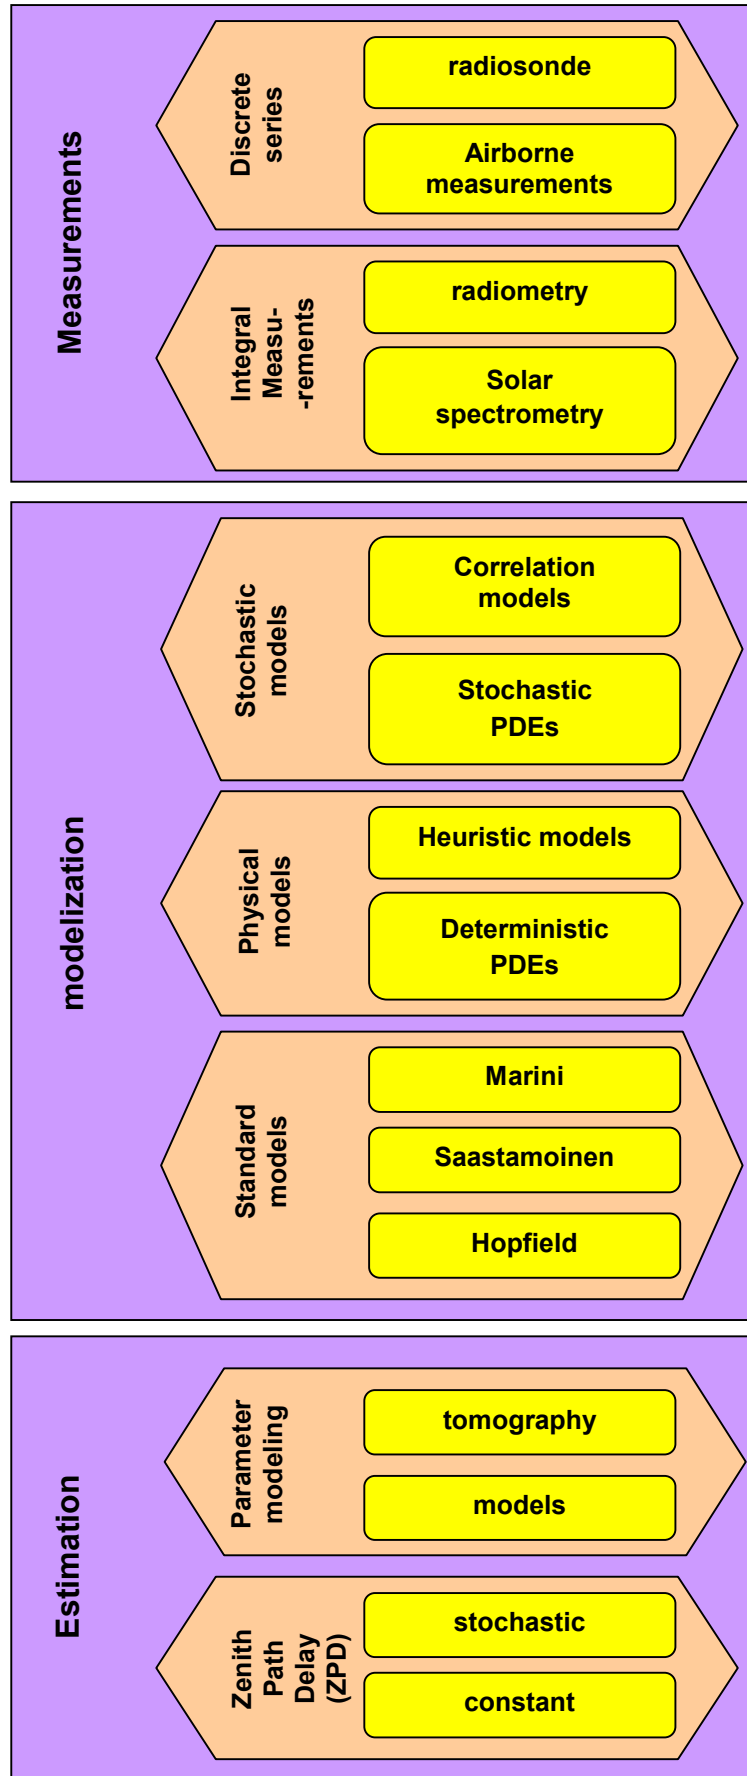 Measurements
Discrete
series
radiosonde
Airborne
measurements
Integral
Measu-
-rements
radiometry
Solar
spectrometry
modelization
Stochastic
models
Correlation
models
Stochastic
PDEs
Physical
models
Heuristic models
Deterministic
PDEs
Standard
models
Marini
Saastamoinen
Hopfield
Estimation
Parameter
modeling
tomography
models
Zenith
Path
Delay
(ZPD)
stochastic
constant